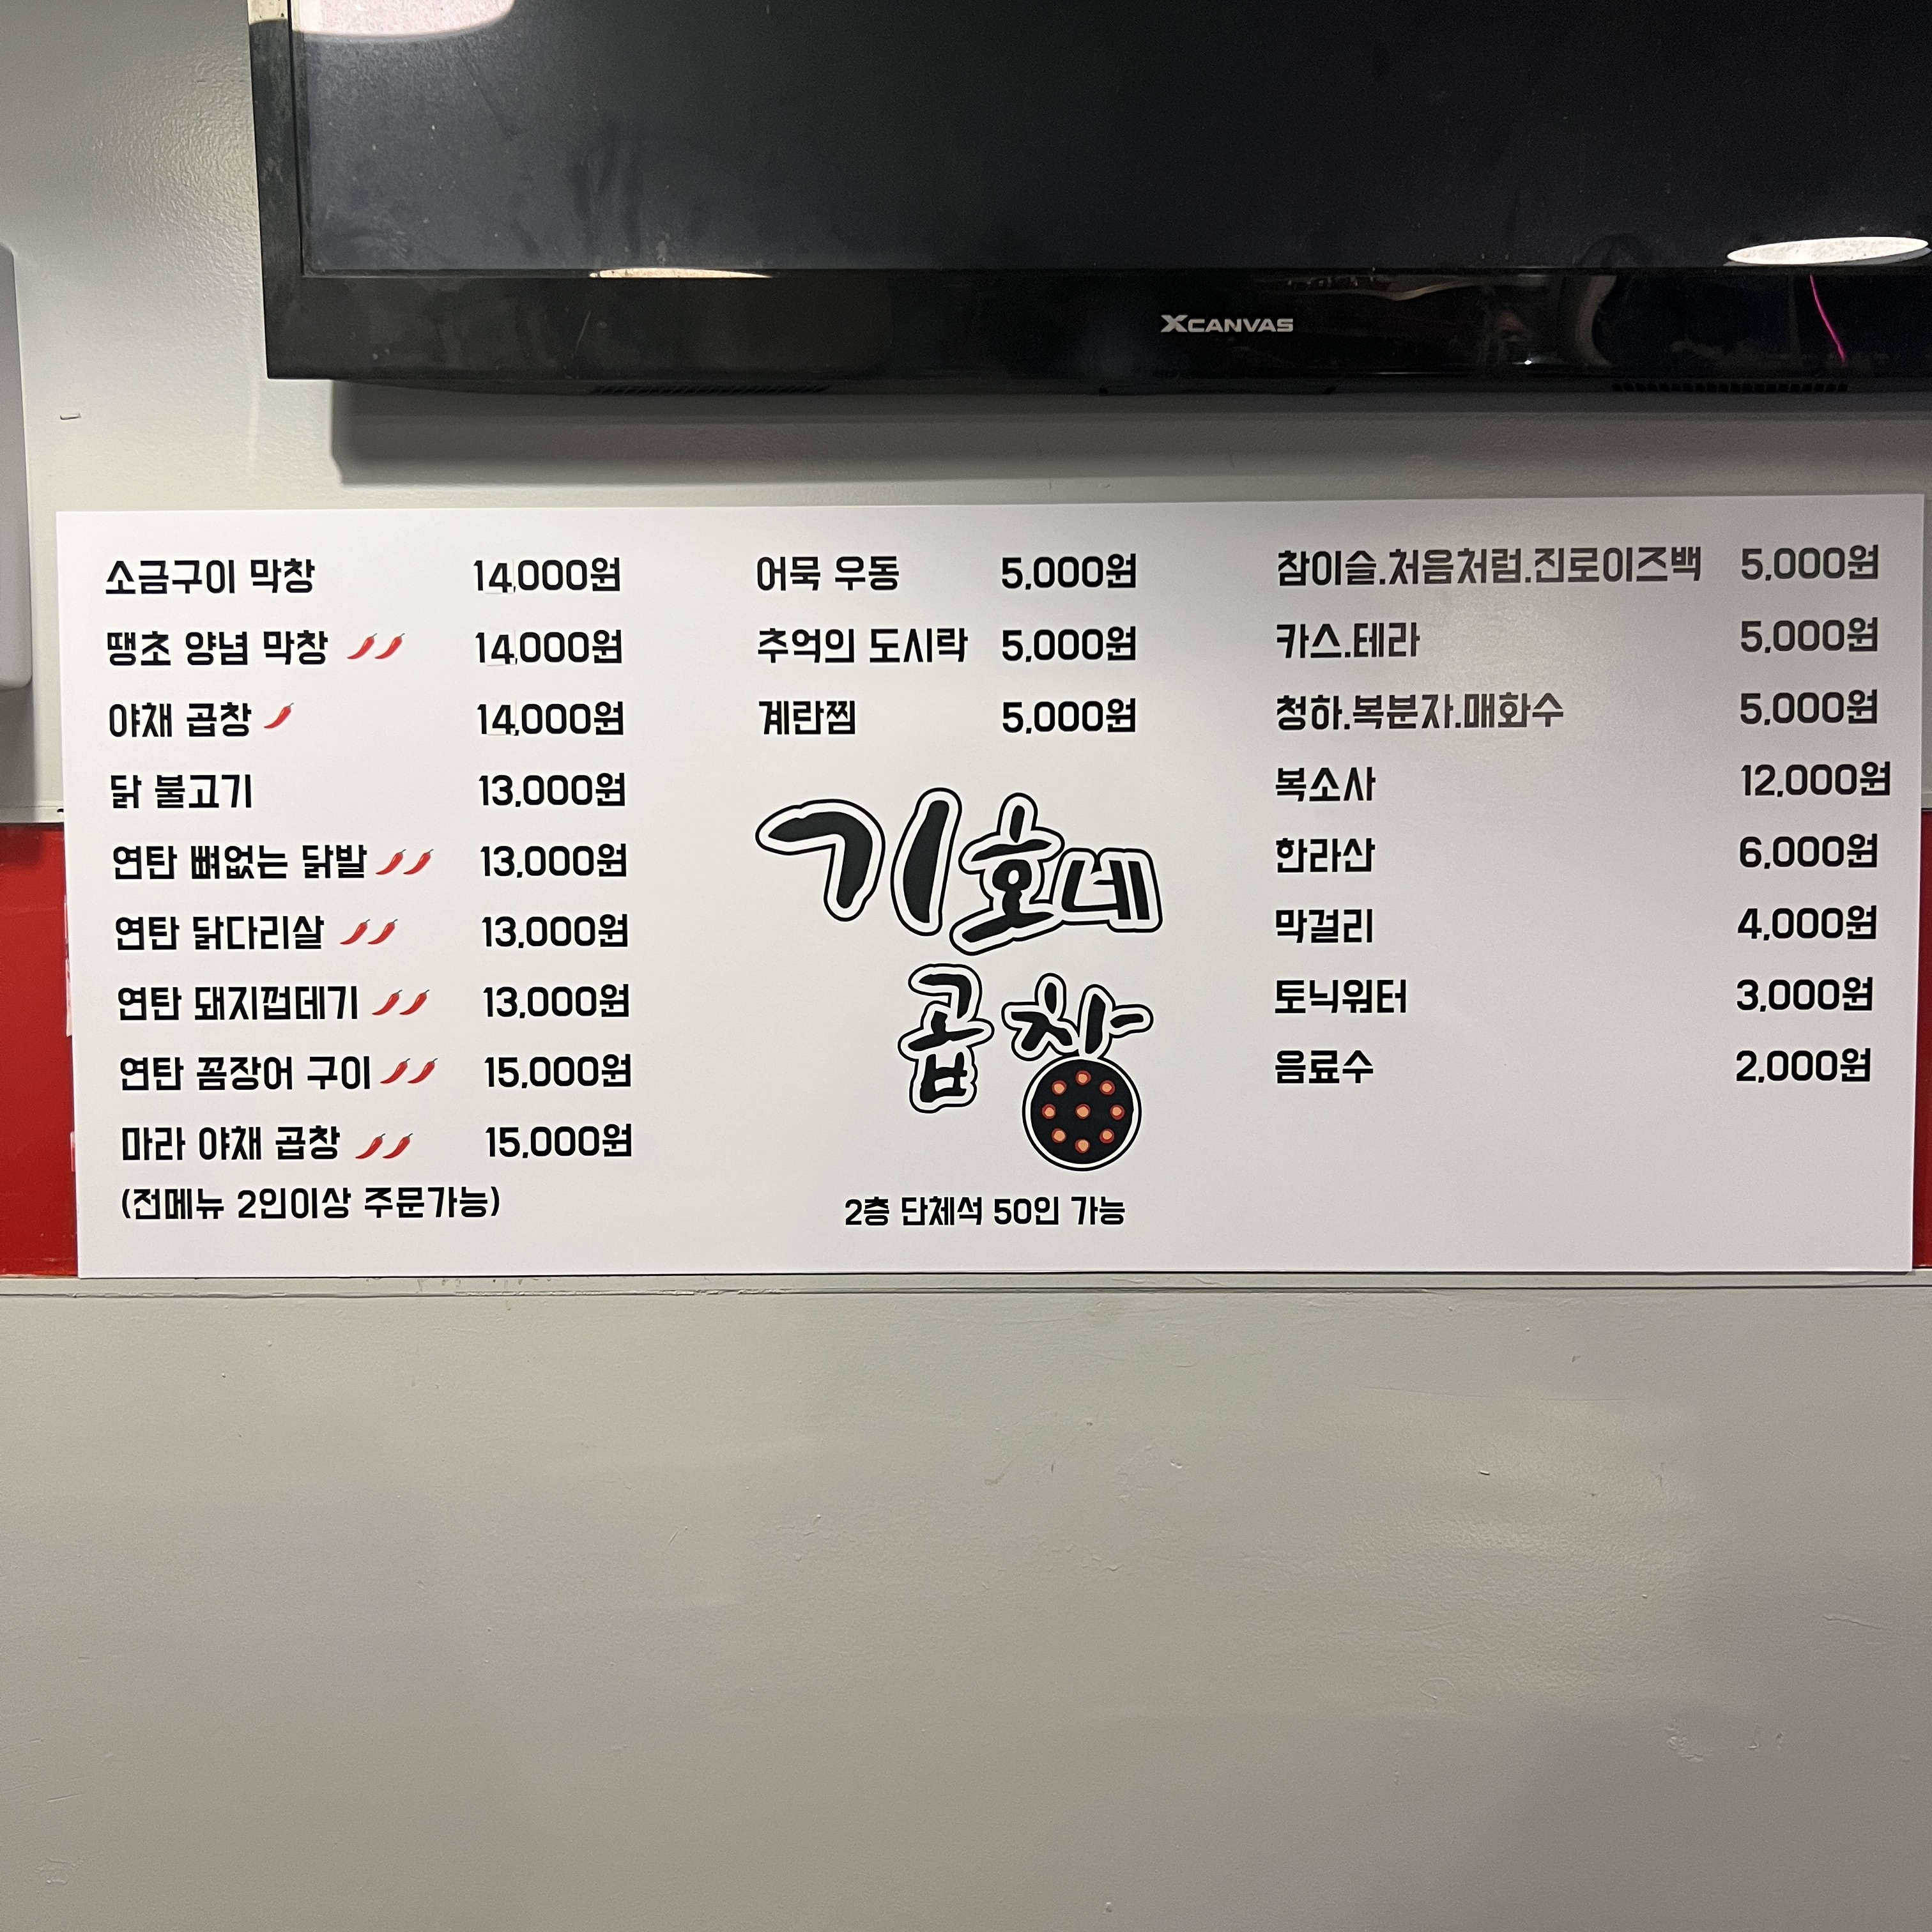 XCANVAS
소금구이 막창 14,000원
땡초 양념 막창 14,000원
야채 곱창 14,000원
닭 불고기 13,000원
연탄 뼈없는 닭발 13,000원
연탄 닭다리살 13,000원
연탄 돼지껍데기 13,000원
연탄 꼼장어 구이 15,000원
마라 야채 곱창 15,000원
(전메뉴 2인이상 주문가능)
어묵 우동 5,000원
추억의 도시락 5,000원
계란찜 5,000원
기호네
곱창
2층 단체석 50인 가능
참이슬.처음처럼.진로이즈백 5,000원
카스.테라 5,000원
청하.복분자.매화수 5,000원
복소사 12,000원
한라산 6,000원
막걸리 4,000원
토닉워터 3,000원
음료수 2,000원